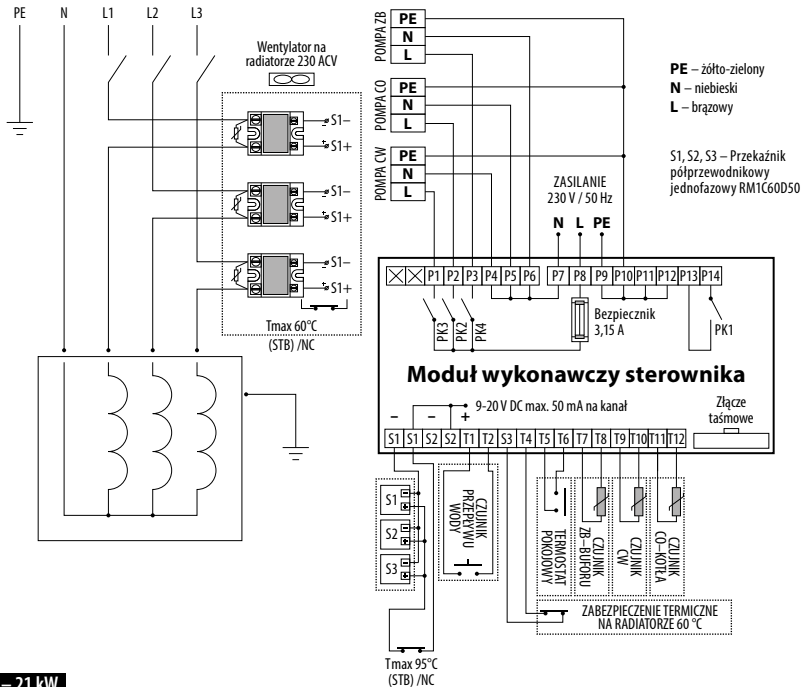 PE N L1 L2 L3
Wentylator na
radiatorze 230 ACV
S1–
S1+
S1–
S1+
S1–
S1+
Tmax 60°C
(STB) /NC
POMPA ZB
PE
N
L
POMPA CO
PE
N
L
POMPA CW
PE
N
L
PE – żółto-zielony
N – niebieski
L – brązowy
S1, S2, S3 – Przekaźnik
półprzewodnikowy
jednofazowy RM1C60D50
ZASILANIE
230 V / 50 Hz
N L PE
P1 P2 P3 P4 P5 P6 P7 P8 P9 P10 P11 P12 P13 P14
PK3 PK2 PK4
Bezpiecznik
3,15 A
PK1
Moduł wykonawczy sterownika
– – +
9-20 V DC max. 50 mA na kanał
Złącze
taśmowe
S1 S1 S2 S2 T1 T2 S3 T4 T5 T6 T7 T8 T9 T10 T11 T12
S1 – +
S2 – +
S3 – +
CZUJNIK
PRZEPŁYWU
WODY
TERMOSTAT
POKOJOWY
CZUJNIK
ZB–BUFORU
CZUJNIK
CW
CZUJNIK
CO–KOTŁA
ZABEZPIECZENIE TERMICZNE
NA RADIATORZE 60 °C
Tmax 95°C
(STB) /NC
– 21 kW